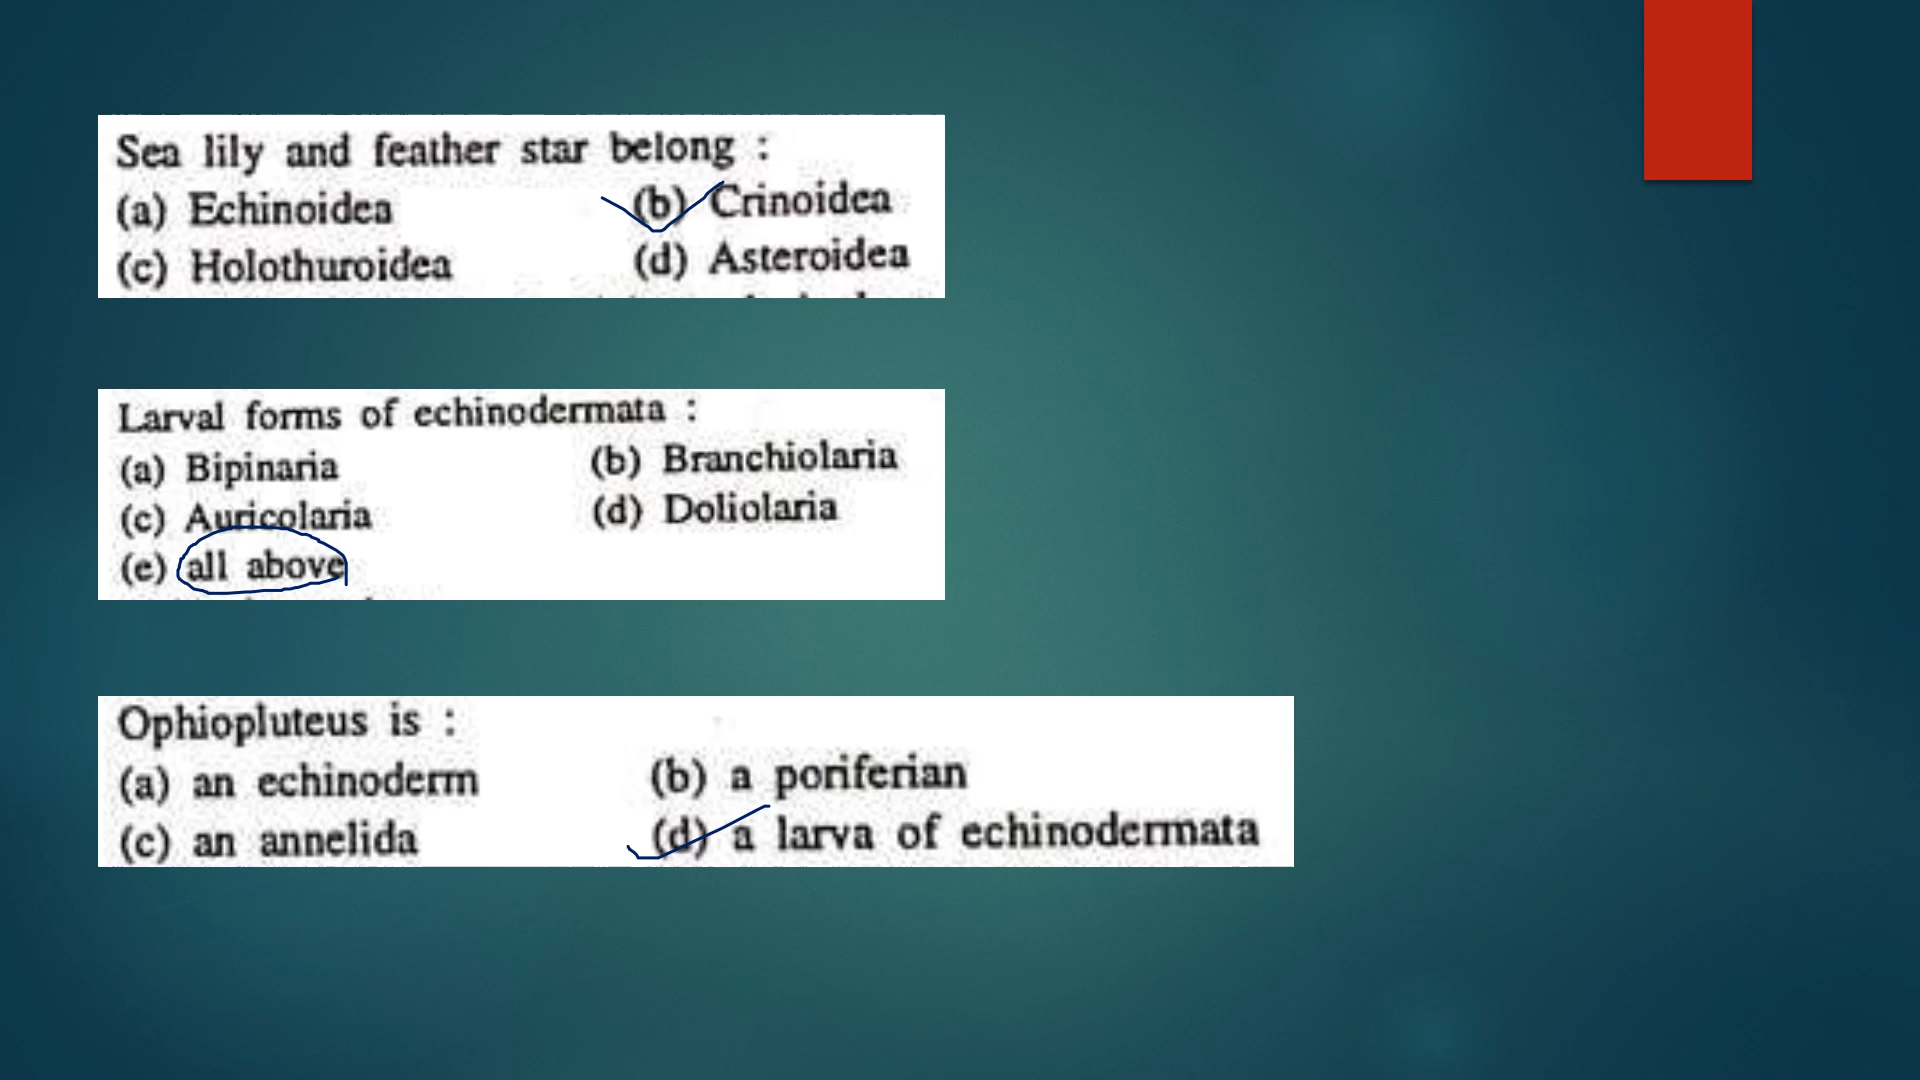 Sea lily and feather star belong :
(a) Echinoidea (b) Crinoidea
(c) Holothuroidea (d) Asteroidea
Larval forms of echinodermata :
(a) Bipinaria (b) Branchiolaria
(c) Auricolaria (d) Doliolaria
(e) all above
Ophiopluteus is :
(a) an echinoderm (b) a poriferian
(c) an annelida (d) a larva of echinodermata